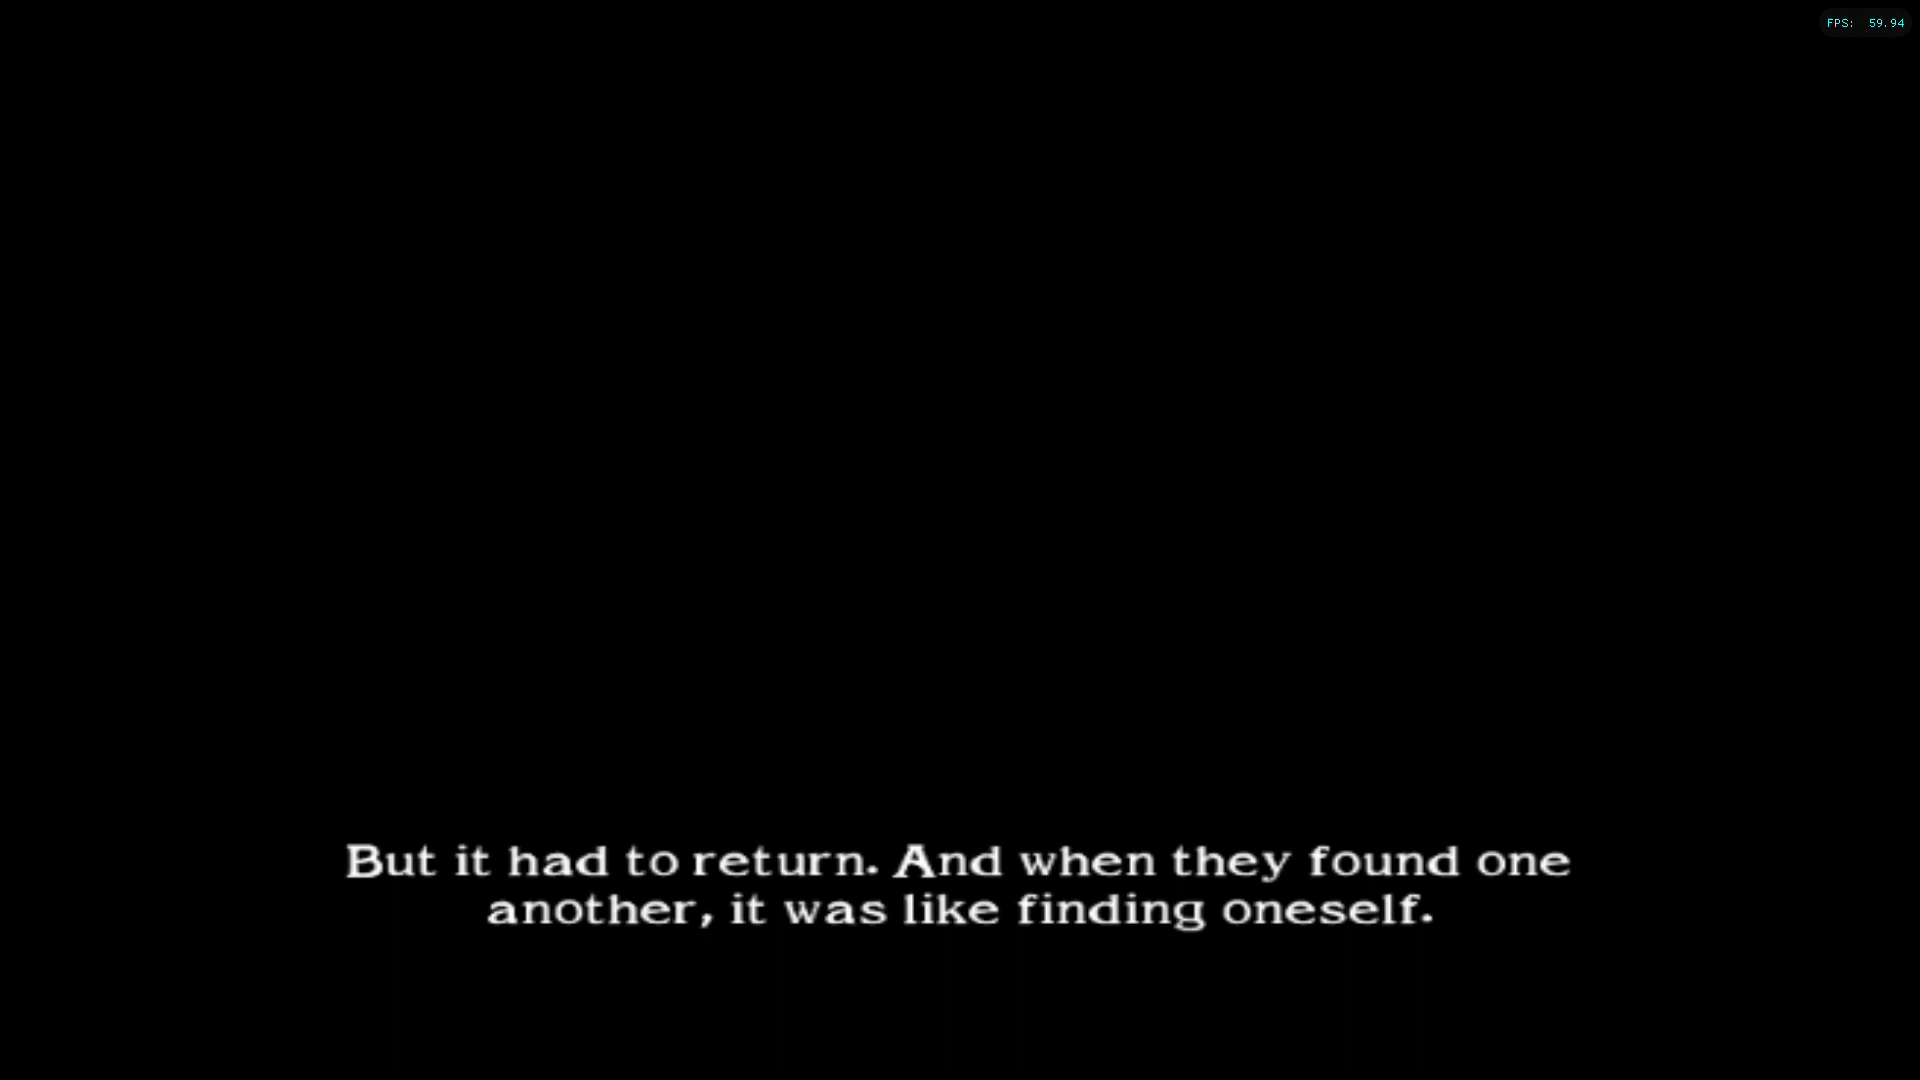 FPS: 59.94
But it had to return. And when they found one
another, it was like finding oneself.